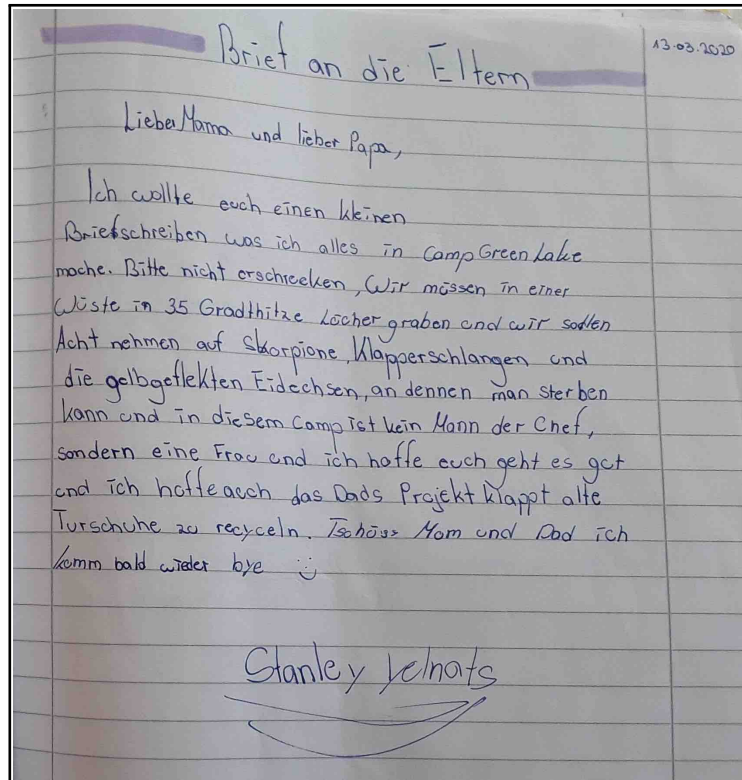 Brief an die Eltern
13.03.2020
Lieber Mama und lieber Papa,
Ich wollte euch einen kleinen
Briefschreiben was ich alles in Camp Green Lake
mache. Bitte nicht erschrecken, Wir müssen in einer
Wüste in 35 Gradthitze Löcher graben und wir sollen
Acht nehmen auf Skorpione, Klapperschlangen und
die gelbgeflekten Eidechsen, an dennen man sterben
kann und in diesem Camp ist kein Mann der Chef,
sondern eine Frau und ich hoffe euch geht es gut
und ich hoffe auch das Dads Projekt klappt alte
Turschuhe zu recyceln. Tschüss Mom und Dad ich
komm bald wieder bye
Stanley yelnats